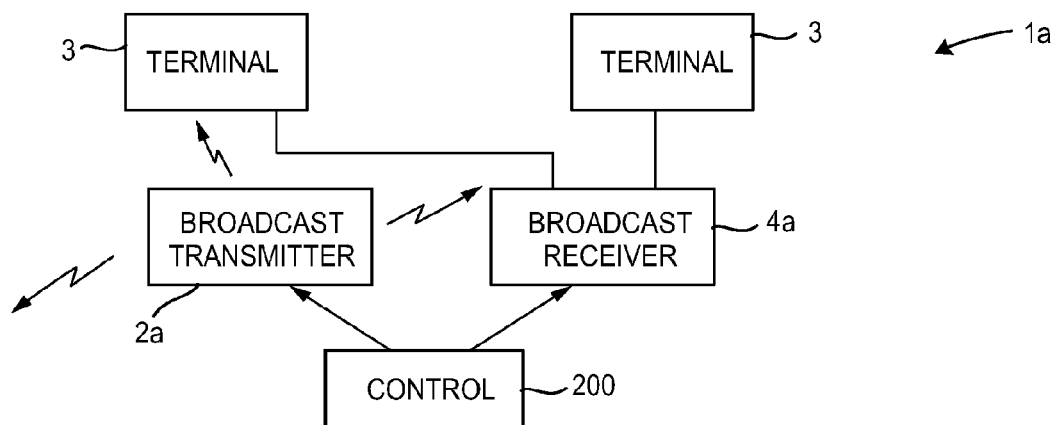 3
TERMINAL
TERMINAL
3
1a
BROADCAST
TRANSMITTER
2a
BROADCAST
RECEIVER
4a
CONTROL
200